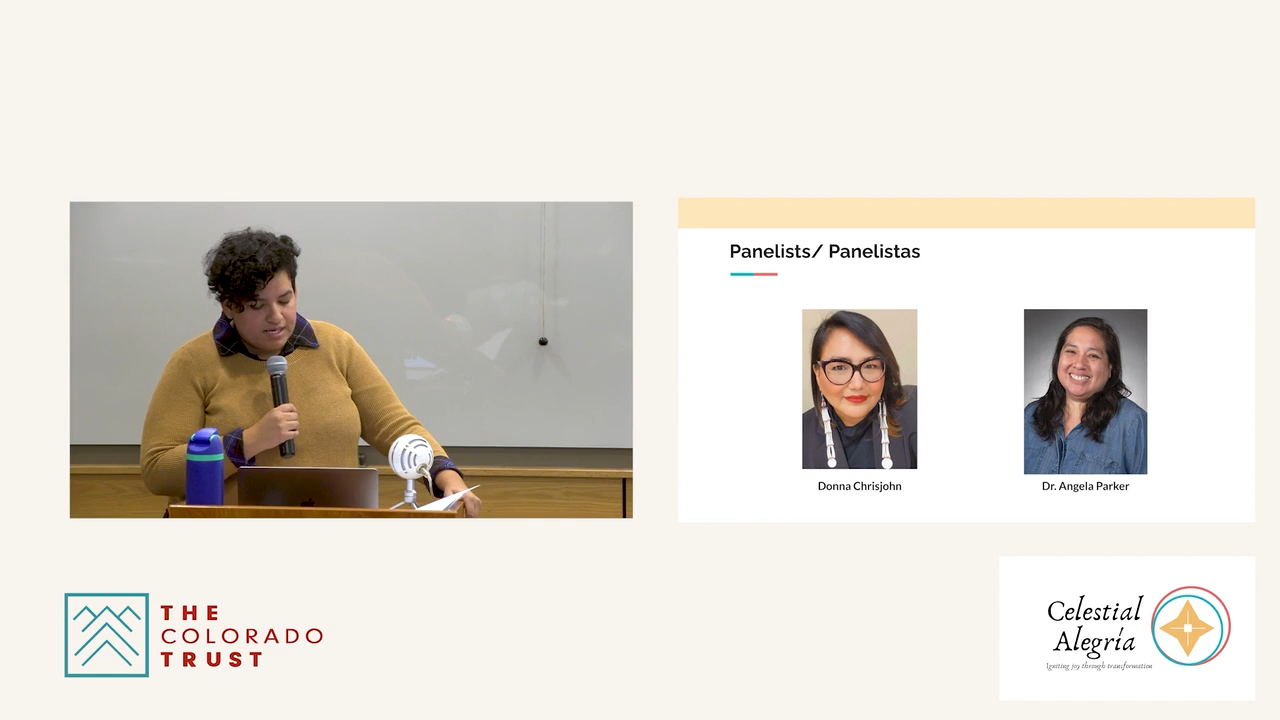 Panelists/ Panelistas
Donna Chrisjohn
Dr. Angela Parker
THE
COLORADO
TRUST
Celestial
Alegría
Igniting joy through transformation